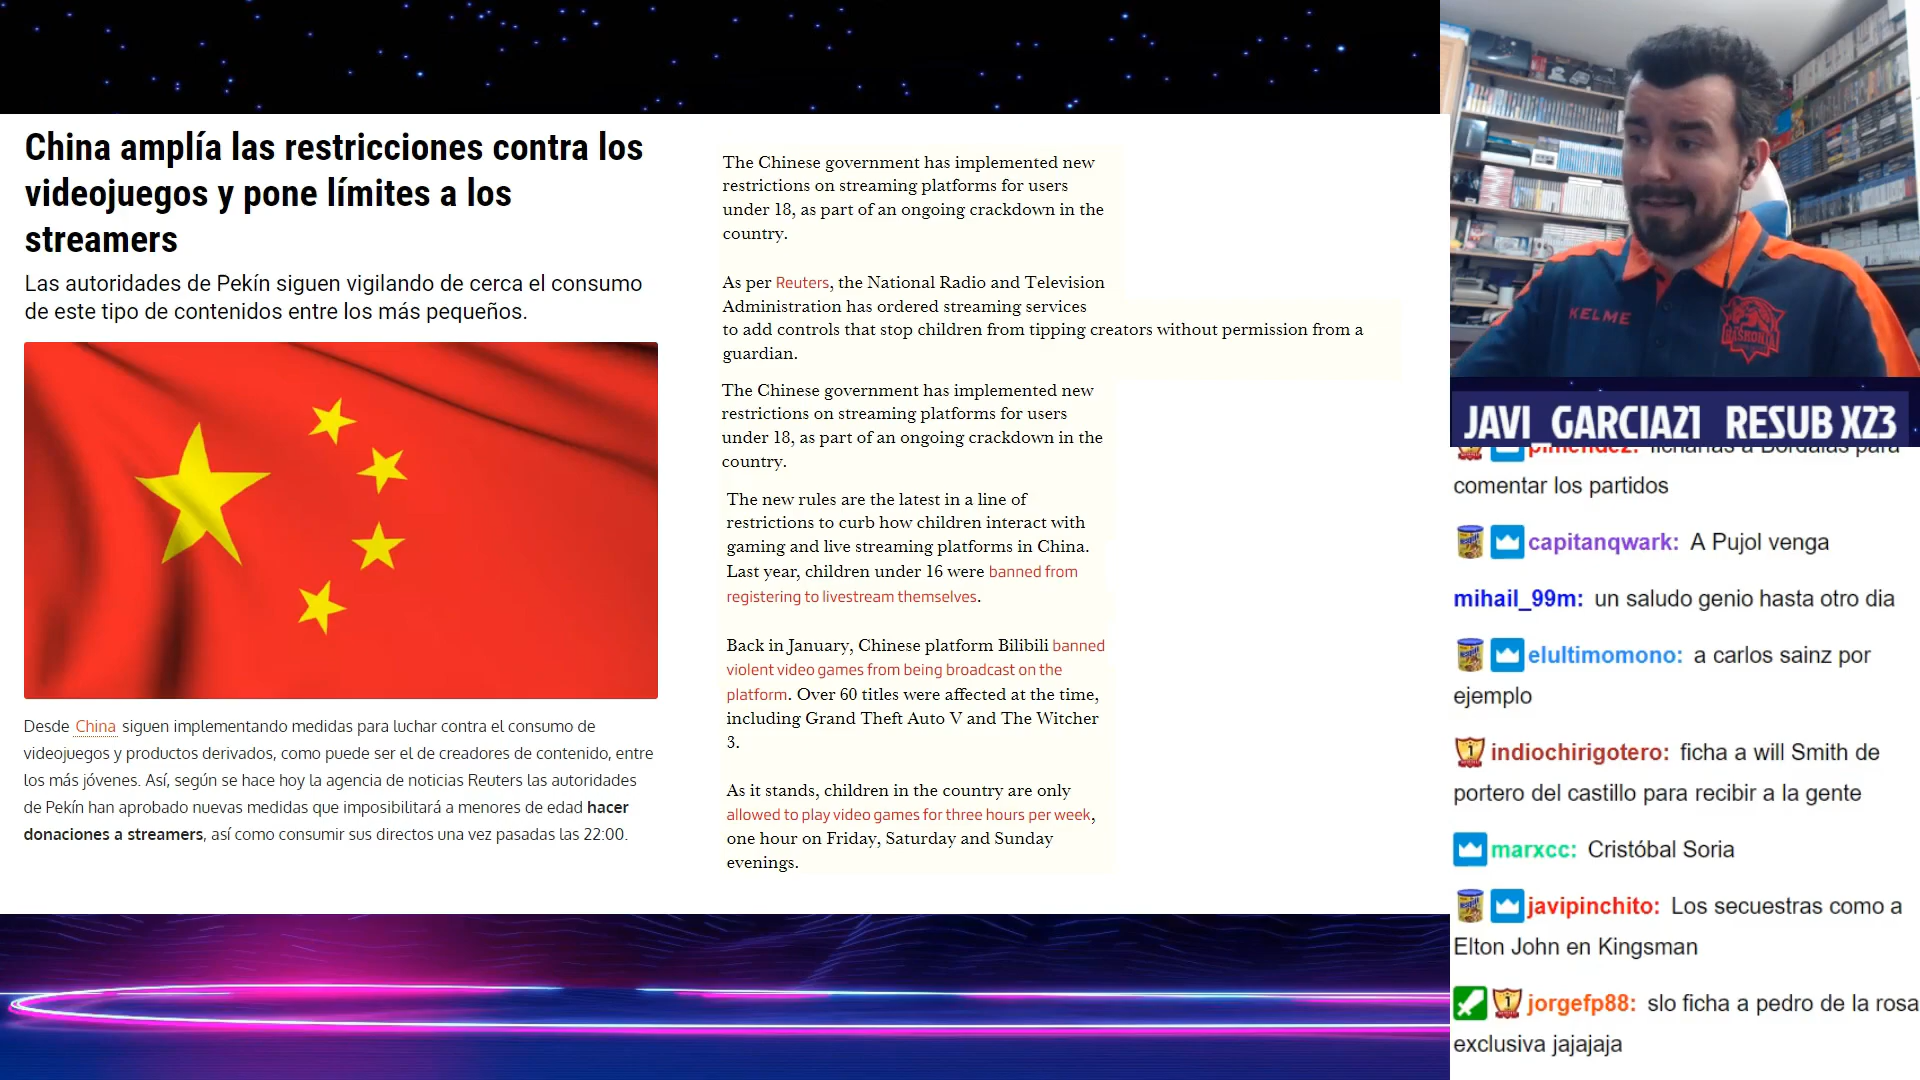 China amplía las restricciones contra los
videojuegos y pone límites a los
streamers
Las autoridades de Pekín siguen vigilando de cerca el consumo
de este tipo de contenidos entre los más pequeños.
Desde China siguen implementando medidas para luchar contra el consumo de
videojuegos y productos derivados, como puede ser el de creadores de contenido, entre
los más jóvenes. Así, según se hace hoy la agencia de noticias Reuters las autoridades
de Pekín han aprobado nuevas medidas que imposibilitará a menores de edad hacer
donaciones a streamers, así como consumir sus directos una vez pasadas las 22:00.
The Chinese government has implemented new
restrictions on streaming platforms for users
under 18, as part of an ongoing crackdown in the
country.
As per Reuters, the National Radio and Television
Administration has ordered streaming services
to add controls that stop children from tipping creators without permission from a
guardian.
The Chinese government has implemented new
restrictions on streaming platforms for users
under 18, as part of an ongoing crackdown in the
country.
The new rules are the latest in a line of
restrictions to curb how children interact with
gaming and live streaming platforms in China.
Last year, children under 16 were banned from
registering to livestream themselves.
Back in January, Chinese platform Bilibili banned
violent video games from being broadcast on the
platform. Over 60 titles were affected at the time,
including Grand Theft Auto V and The Witcher
3.
As it stands, children in the country are only
allowed to play video games for three hours per week,
one hour on Friday, Saturday and Sunday
evenings.
KELME
BASKONIA
JAVI_GARCIA21 RESUB X23
pimendez: ficharías a Bordalás para
comentar los partidos
capitanqwark: A Pujol venga
mihail_99m: un saludo genio hasta otro dia
elultimomono: a carlos sainz por
ejemplo
indiochirigotero: ficha a will Smith de
portero del castillo para recibir a la gente
marxcc: Cristóbal Soria
javipinchito: Los secuestras como a
Elton John en Kingsman
jorgefp88: slo ficha a pedro de la rosa
exclusiva jajajaja